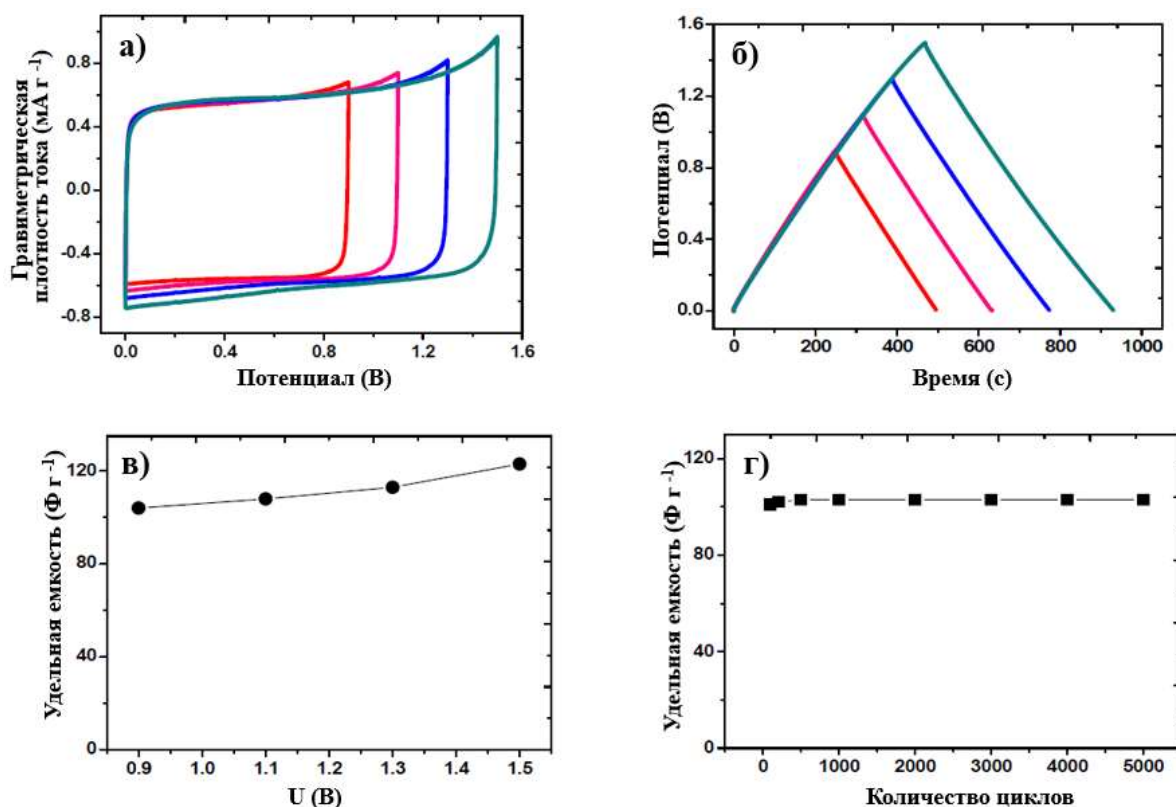 а)
Гравиметрическая
плотность тока (мА г -1)
0.8
0.4
0.0
-0.4
-0.8
0.0 0.4 0.8 1.2 1.6
Потенциал (В)
б)
Потенциал (В)
1.6
1.2
0.8
0.4
0.0
0 200 400 600 800 1000
Время (с)
в)
Удельная емкость (Ф г -1)
120
80
40
0
0.9 1.0 1.1 1.2 1.3 1.4 1.5
U (В)
г)
Удельная емкость (Ф г -1)
120
80
40
0
0 1000 2000 3000 4000 5000
Количество циклов